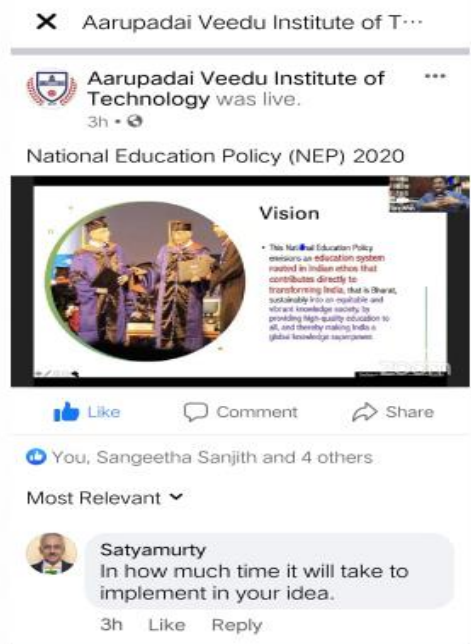 Aarupadai Veedu Institute of T...
Aarupadai Veedu Institute of
Technology was live.
3h
National Education Policy (NEP) 2020
Vision
• This National Education Policy
envisions an education system
rooted in Indian ethos that
contributes directly to
transforming India, that is Bharat,
sustainably into an equitable and
vibrant knowledge society, by
providing high-quality education to
all, and thereby making India a
global knowledge superpower.
zoom
Like
Comment
Share
You, Sangeetha Sanjith and 4 others
Most Relevant
Satyamurty
In how much time it will take to
implement in your idea.
3h Like Reply